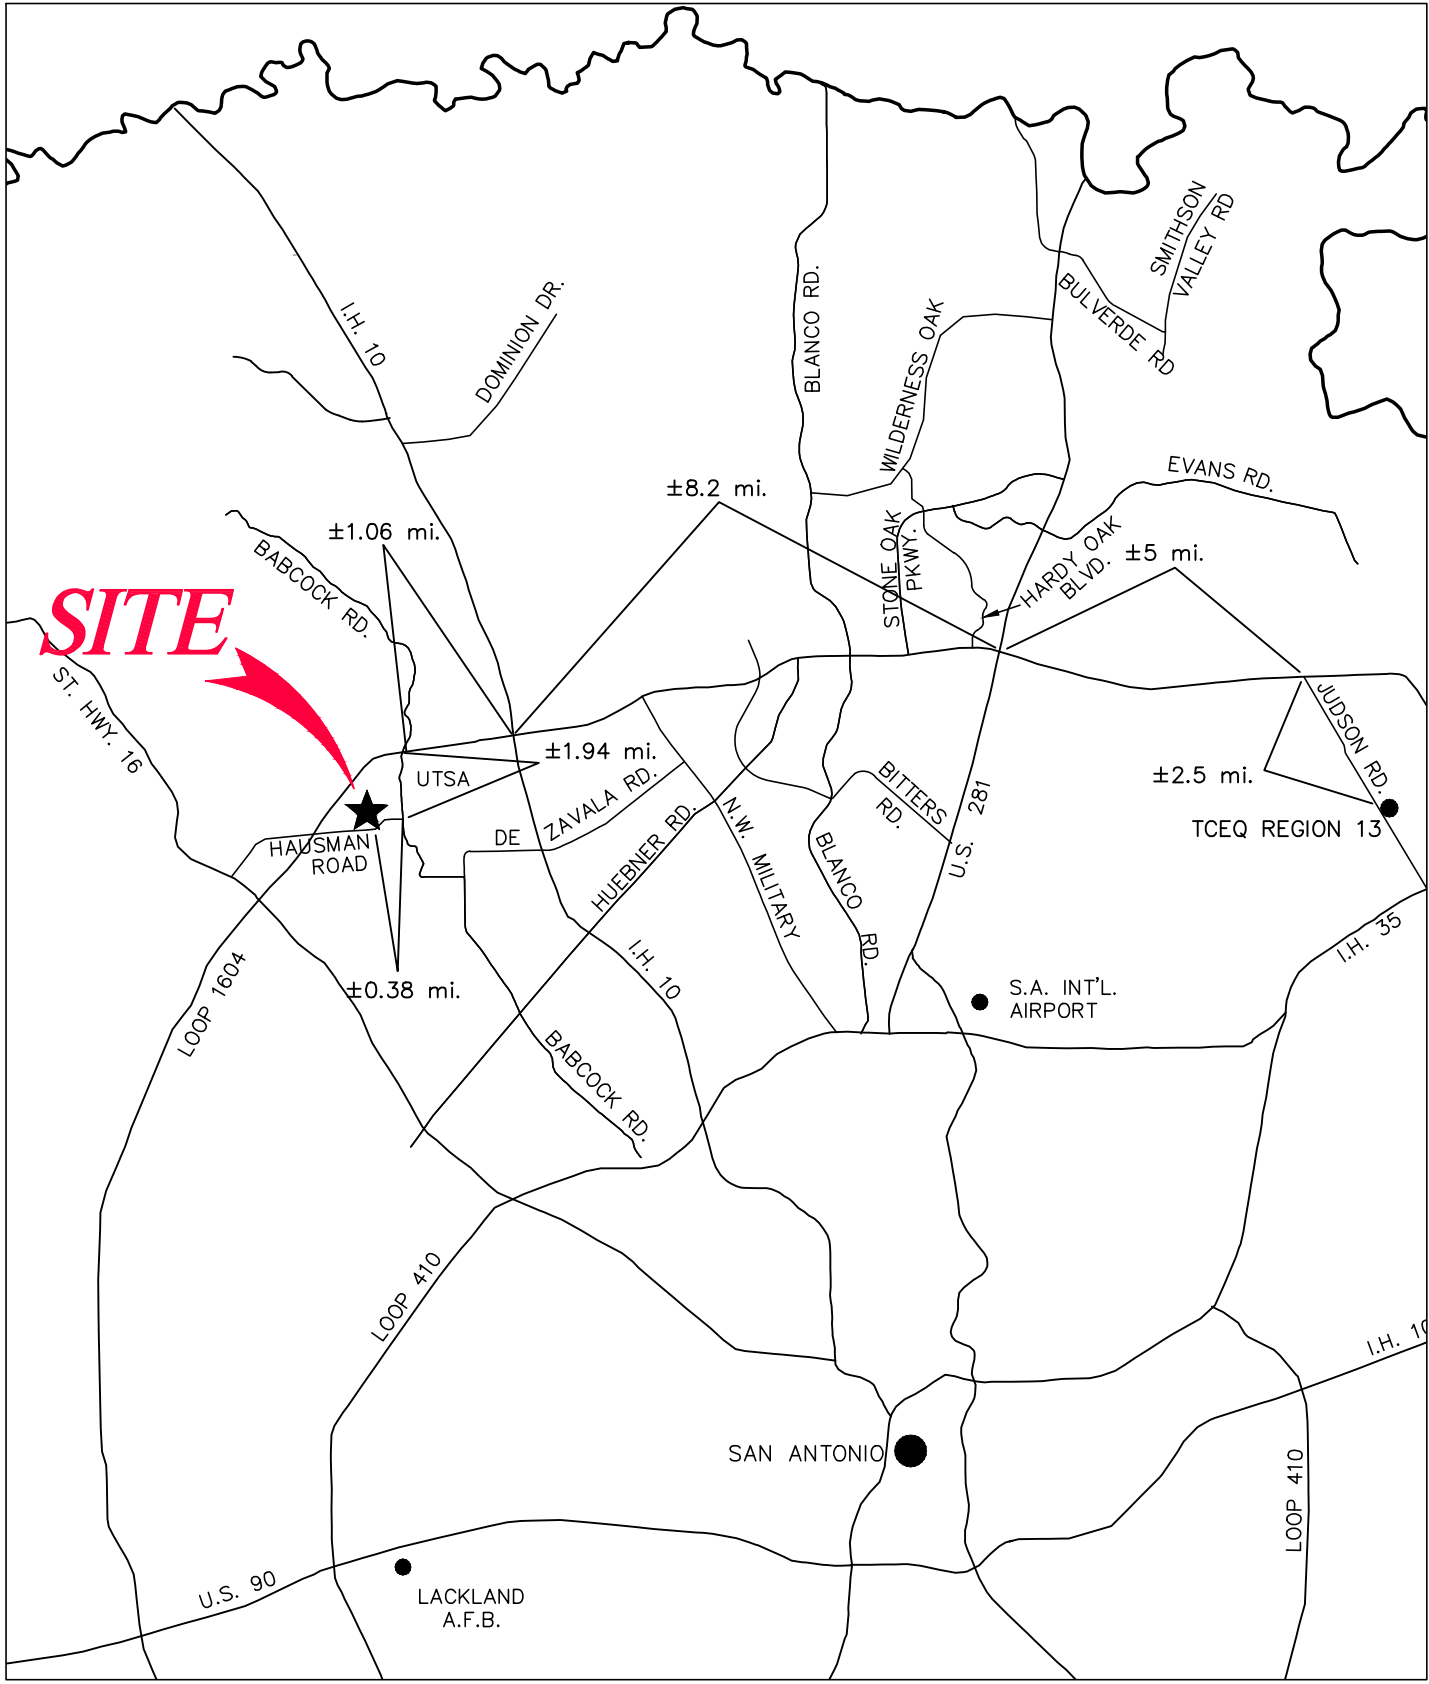 SMITHSON
VALLEY RD
BLANCO RD.
I.H. 10
DOMINION DR.
BULVERDE RD
WILDERNESS OAK
EVANS RD.
±8.2 mi.
±1.06 mi.
BABCOCK RD.
STONE OAK
PKWY.
HARDY OAK
BLVD.
±5 mi.
SITE
ST. HWY. 16
UTSA
±1.94 mi.
JUDSON RD.
±2.5 mi.
TCEQ REGION 13
BITTERS
RD.
U.S. 281
DE ZAVALA RD.
HUEBNER RD.
N.W. MILITARY
BLANCO
RD.
HAUSMAN
ROAD
I.H. 35
LOOP 1604
±0.38 mi.
I.H. 10
S.A. INT'L.
AIRPORT
BABCOCK RD.
LOOP 410
I.H. 10
SAN ANTONIO
LOOP 410
U.S. 90
LACKLAND
A.F.B.